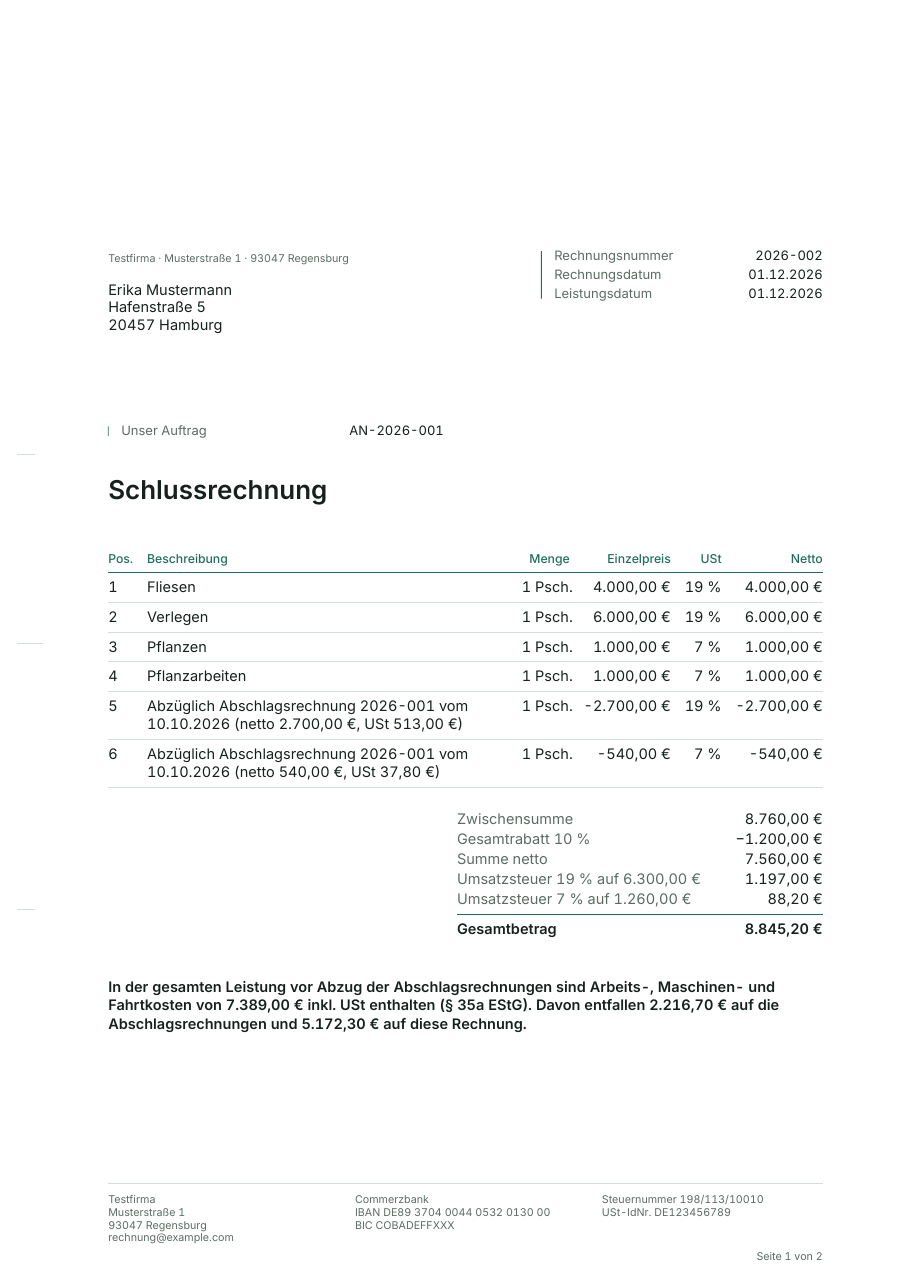 Testfirma · Musterstraße 1 · 93047 Regensburg
Rechnungsnummer 2026-002
Rechnungsdatum 01.12.2026
Leistungsdatum 01.12.2026
Erika Mustermann
Hafenstraße 5
20457 Hamburg
Unser Auftrag AN-2026-001
Schlussrechnung
Pos. Beschreibung Menge Einzelpreis USt Netto
1 Fliesen 1 Psch. 4.000,00 € 19 % 4.000,00 €
2 Verlegen 1 Psch. 6.000,00 € 19 % 6.000,00 €
3 Pflanzen 1 Psch. 1.000,00 € 7 % 1.000,00 €
4 Pflanzarbeiten 1 Psch. 1.000,00 € 7 % 1.000,00 €
5 Abzüglich Abschlagsrechnung 2026-001 vom 1 Psch. -2.700,00 € 19 % -2.700,00 €
10.10.2026 (netto 2.700,00 €, USt 513,00 €)
6 Abzüglich Abschlagsrechnung 2026-001 vom 1 Psch. -540,00 € 7 % -540,00 €
10.10.2026 (netto 540,00 €, USt 37,80 €)
Zwischensumme 8.760,00 €
Gesamtrabatt 10 % −1.200,00 €
Summe netto 7.560,00 €
Umsatzsteuer 19 % auf 6.300,00 € 1.197,00 €
Umsatzsteuer 7 % auf 1.260,00 € 88,20 €
Gesamtbetrag 8.845,20 €
In der gesamten Leistung vor Abzug der Abschlagsrechnungen sind Arbeits-, Maschinen- und
Fahrtkosten von 7.389,00 € inkl. USt enthalten (§ 35a EStG). Davon entfallen 2.216,70 € auf die
Abschlagsrechnungen und 5.172,30 € auf diese Rechnung.
Testfirma
Musterstraße 1
93047 Regensburg
rechnung@example.com
Commerzbank
IBAN DE89 3704 0044 0532 0130 00
BIC COBADEFFXXX
Steuernummer 198/113/10010
USt-IdNr. DE123456789
Seite 1 von 2